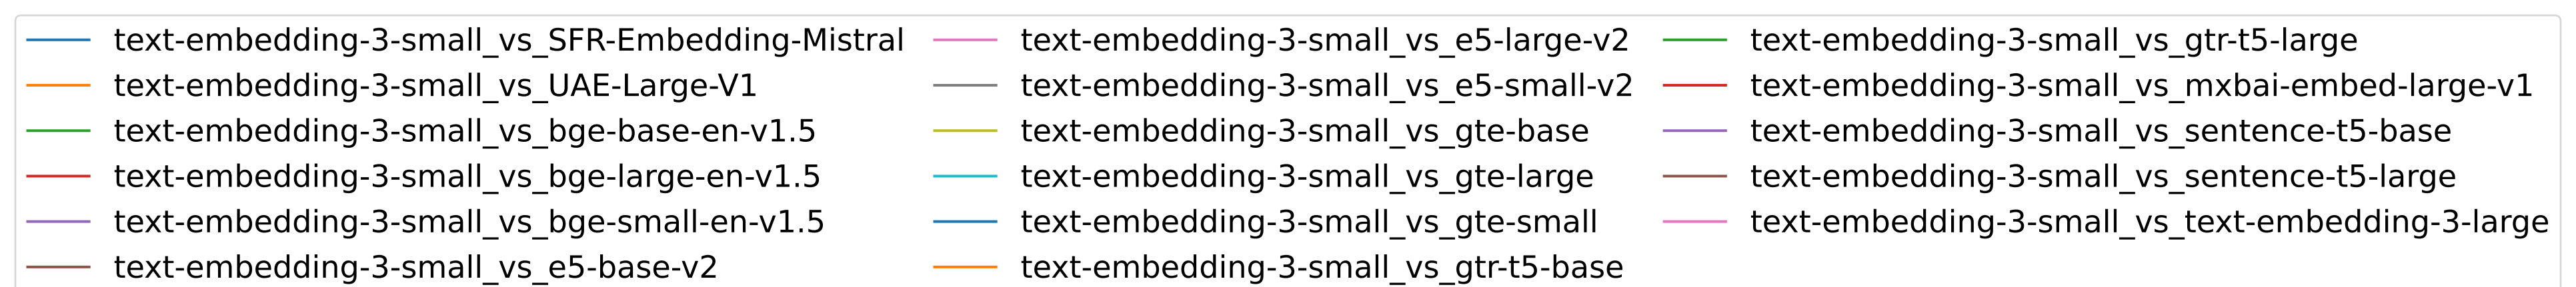 text-embedding-3-small_vs_SFR-Embedding-Mistral
text-embedding-3-small_vs_UAE-Large-V1
text-embedding-3-small_vs_bge-base-en-v1.5
text-embedding-3-small_vs_bge-large-en-v1.5
text-embedding-3-small_vs_bge-small-en-v1.5
text-embedding-3-small_vs_e5-base-v2
text-embedding-3-small_vs_e5-large-v2
text-embedding-3-small_vs_e5-small-v2
text-embedding-3-small_vs_gte-base
text-embedding-3-small_vs_gte-large
text-embedding-3-small_vs_gte-small
text-embedding-3-small_vs_gtr-t5-base
text-embedding-3-small_vs_gtr-t5-large
text-embedding-3-small_vs_mxbai-embed-large-v1
text-embedding-3-small_vs_sentence-t5-base
text-embedding-3-small_vs_sentence-t5-large
text-embedding-3-small_vs_text-embedding-3-large